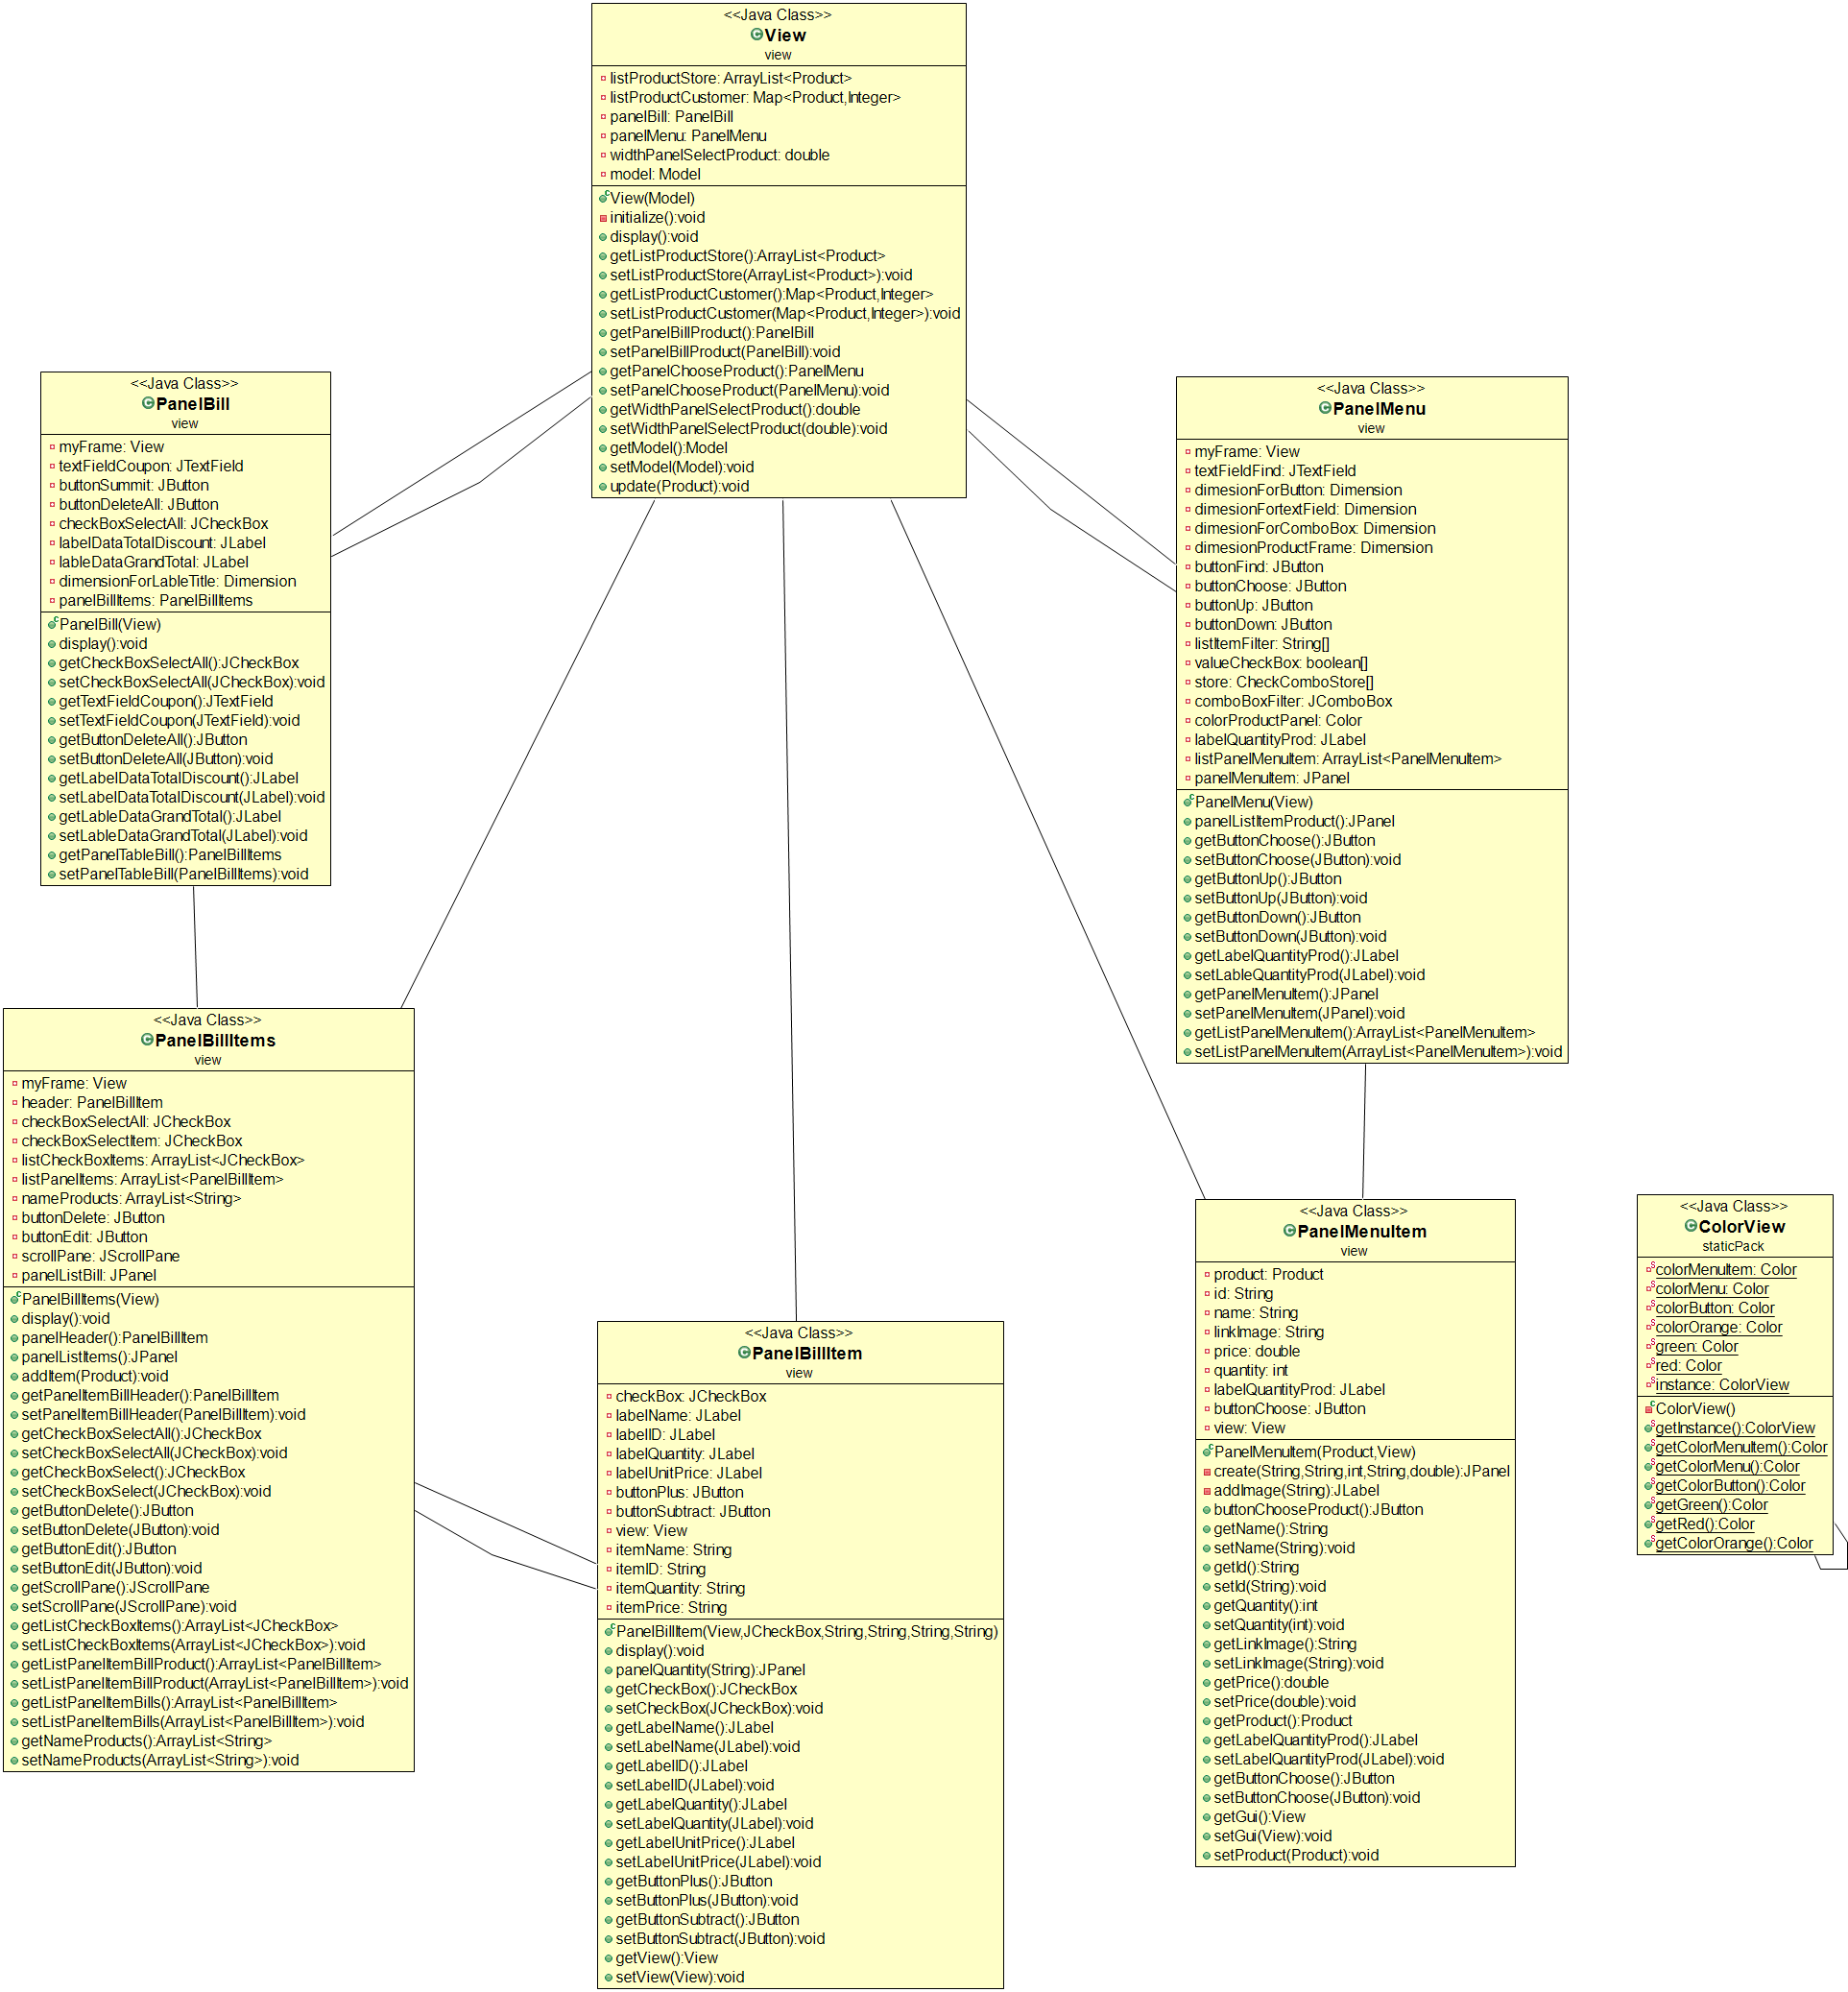 <<Java Class>>
View
view
listProductStore: ArrayList<Product>
listProductCustomer: Map<Product,Integer>
panelBill: PanelBill
panelMenu: PanelMenu
widthPanelSelectProduct: double
model: Model
View(Model)
initialize():void
display():void
getListProductStore():ArrayList<Product>
setListProductStore(ArrayList<Product>):void
getListProductCustomer():Map<Product,Integer>
setListProductCustomer(Map<Product,Integer>):void
getPanelBillProduct():PanelBill
setPanelBillProduct(PanelBill):void
getPanelChooseProduct():PanelMenu
setPanelChooseProduct(PanelMenu):void
getWidthPanelSelectProduct():double
setWidthPanelSelectProduct(double):void
getModel():Model
setModel(Model):void
update(Product):void
<<Java Class>>
PanelBill
view
myFrame: View
textFieldCoupon: JTextField
buttonSummit: JButton
buttonDeleteAll: JButton
checkBoxSelectAll: JCheckBox
labelDataTotalDiscount: JLabel
lableDataGrandTotal: JLabel
dimensionForLableTitle: Dimension
panelBillItems: PanelBillItems
PanelBill(View)
display():void
getCheckBoxSelectAll():JCheckBox
setCheckBoxSelectAll(JCheckBox):void
getTextFieldCoupon():JTextField
setTextFieldCoupon(JTextField):void
getButtonDeleteAll():JButton
setButtonDeleteAll(JButton):void
getLabelDataTotalDiscount():JLabel
setLabelDataTotalDiscount(JLabel):void
getLableDataGrandTotal():JLabel
setLableDataGrandTotal(JLabel):void
getPanelTableBill():PanelBillItems
setPanelTableBill(PanelBillItems):void
<<Java Class>>
PanelMenu
view
myFrame: View
textFieldFind: JTextField
dimesionForButton: Dimension
dimesionFortextField: Dimension
dimesionForComboBox: Dimension
dimesionProductFrame: Dimension
buttonFind: JButton
buttonChoose: JButton
buttonUp: JButton
buttonDown: JButton
listItemFilter: String[]
valueCheckBox: boolean[]
store: CheckComboStore[]
comboBoxFilter: JComboBox
colorProductPanel: Color
labelQuantityProd: JLabel
listPanelMenuItem: ArrayList<PanelMenuItem>
panelMenuItem: JPanel
PanelMenu(View)
panelListItemProduct():JPanel
getButtonChoose():JButton
setButtonChoose(JButton):void
getButtonUp():JButton
setButtonUp(JButton):void
getButtonDown():JButton
setButtonDown(JButton):void
getLabelQuantityProd():JLabel
setLableQuantityProd(JLabel):void
getPanelMenuItem():JPanel
setPanelMenuItem(JPanel):void
getListPanelMenuItem():ArrayList<PanelMenuItem>
setListPanelMenuItem(ArrayList<PanelMenuItem>):void
<<Java Class>>
PanelBillItems
view
myFrame: View
header: PanelBillItem
checkBoxSelectAll: JCheckBox
checkBoxSelectItem: JCheckBox
listCheckBoxItems: ArrayList<JCheckBox>
listPanelItems: ArrayList<PanelBillItem>
nameProducts: ArrayList<String>
buttonDelete: JButton
buttonEdit: JButton
scrollPane: JScrollPane
panelListBill: JPanel
PanelBillItems(View)
display():void
panelHeader():PanelBillItem
panelListItems():JPanel
addItem(Product):void
getPanelItemBillHeader():PanelBillItem
setPanelItemBillHeader(PanelBillItem):void
getCheckBoxSelectAll():JCheckBox
setCheckBoxSelectAll(JCheckBox):void
getCheckBoxSelect():JCheckBox
setCheckBoxSelect(JCheckBox):void
getButtonDelete():JButton
setButtonDelete(JButton):void
getButtonEdit():JButton
setButtonEdit(JButton):void
getScrollPane():JScrollPane
setScrollPane(JScrollPane):void
getListCheckBoxItems():ArrayList<JCheckBox>
setListCheckBoxItems(ArrayList<JCheckBox>):void
getListPanelItemBillProduct():ArrayList<PanelBillItem>
setListPanelItemBillProduct(ArrayList<PanelBillItem>):void
getListPanelItemBills():ArrayList<PanelBillItem>
setListPanelItemBills(ArrayList<PanelBillItem>):void
getNameProducts():ArrayList<String>
setNameProducts(ArrayList<String>):void
<<Java Class>>
PanelBillItem
view
checkBox: JCheckBox
labelName: JLabel
labelID: JLabel
labelQuantity: JLabel
labelUnitPrice: JLabel
buttonPlus: JButton
buttonSubtract: JButton
view: View
itemName: String
itemID: String
itemQuantity: String
itemPrice: String
PanelBillItem(View,JCheckBox,String,String,String,String)
display():void
panelQuantity(String):JPanel
getCheckBox():JCheckBox
setCheckBox(JCheckBox):void
getLabelName():JLabel
setLabelName(JLabel):void
getLabelID():JLabel
setLabelID(JLabel):void
getLabelQuantity():JLabel
setLabelQuantity(JLabel):void
getLabelUnitPrice():JLabel
setLabelUnitPrice(JLabel):void
getButtonPlus():JButton
setButtonPlus(JButton):void
getButtonSubtract():JButton
setButtonSubtract(JButton):void
getView():View
setView(View):void
<<Java Class>>
PanelMenuItem
view
product: Product
id: String
name: String
linkImage: String
price: double
quantity: int
labelQuantityProd: JLabel
buttonChoose: JButton
view: View
PanelMenuItem(Product,View)
create(String,String,int,String,double):JPanel
addImage(String):JLabel
buttonChooseProduct():JButton
getName():String
setName(String):void
getId():String
setId(String):void
getQuantity():int
setQuantity(int):void
getLinkImage():String
setLinkImage(String):void
getPrice():double
setPrice(double):void
getProduct():Product
getLabelQuantityProd():JLabel
setLabelQuantityProd(JLabel):void
getButtonChoose():JButton
setButtonChoose(JButton):void
getGui():View
setGui(View):void
setProduct(Product):void
<<Java Class>>
ColorView
staticPack
colorMenuItem: Color
colorMenu: Color
colorButton: Color
colorOrange: Color
green: Color
red: Color
instance: ColorView
ColorView()
getInstance():ColorView
getColorMenuItem():Color
getColorMenu():Color
getColorButton():Color
getGreen():Color
getRed():Color
getColorOrange():Color